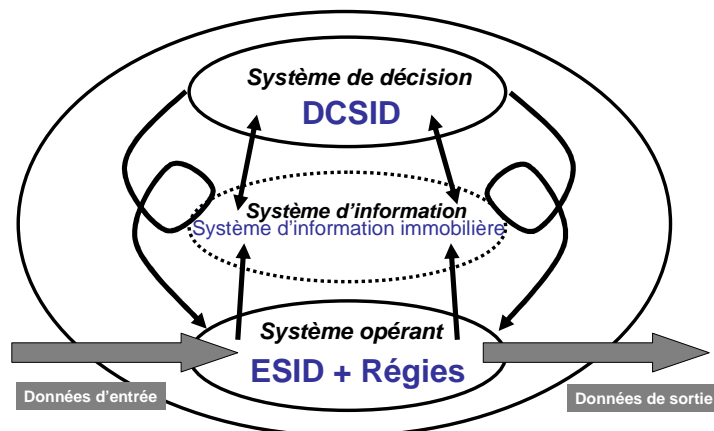 Système de décision
DCSID
Système d'information
Système d'information immobilière
Système opérant
ESID + Régies
Données d'entrée
Données de sortie